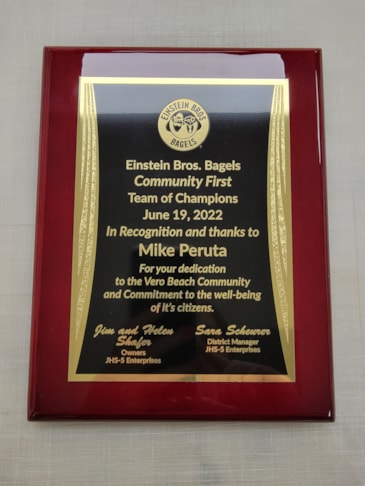 EINSTEIN BROS
BAGELS
Einstein Bros. Bagels
Community First
Team of Champions
June 19, 2022
In Recognition and thanks to
Mike Peruta
For your dedication
to the Vero Beach Community
and Commitment to the well-being
of it's citizens.
Jim and Helen
Shafer
Owners
JHS-5 Enterprises
Sara Scheurer
District Manager
JHS-5 Enterprises